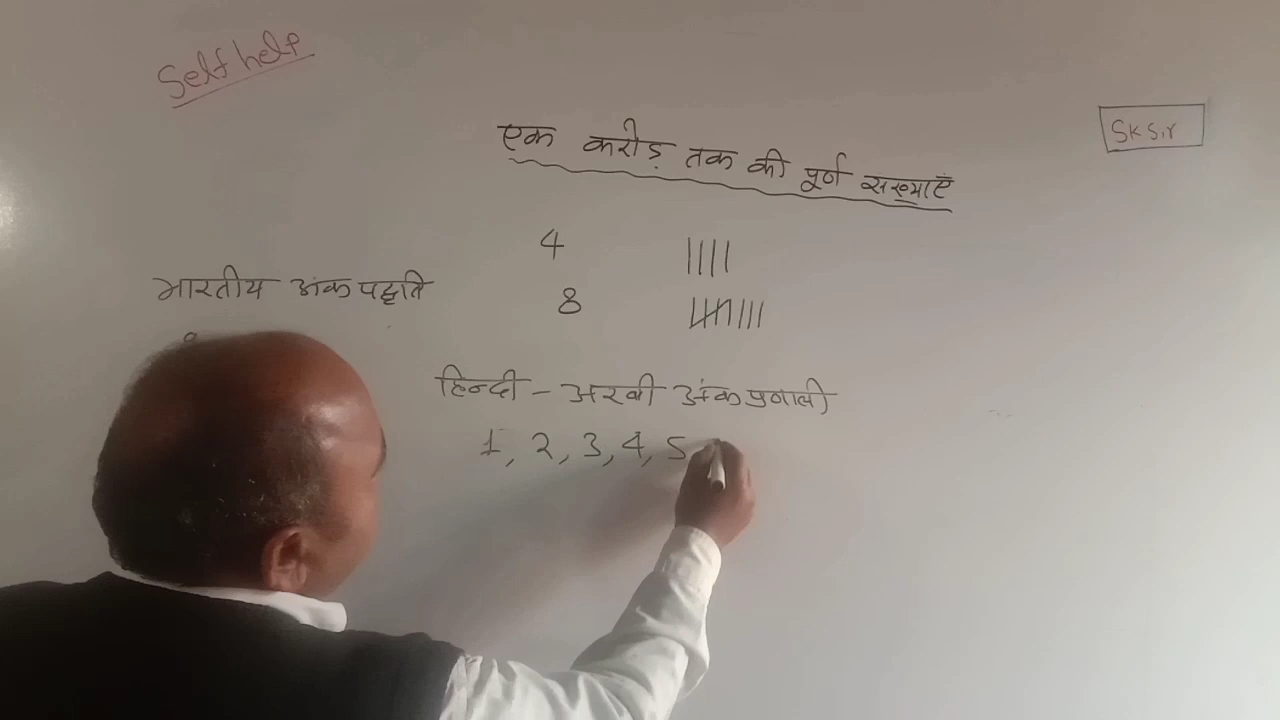 Self help
SK Sir
एक करोड़ तक की पूर्ण संख्याएँ
4 ||||
भारतीय अंक पद्धति
8 |||| ||||
हिन्दी - अरबी अंक प्रणाली
1, 2, 3, 4, 5